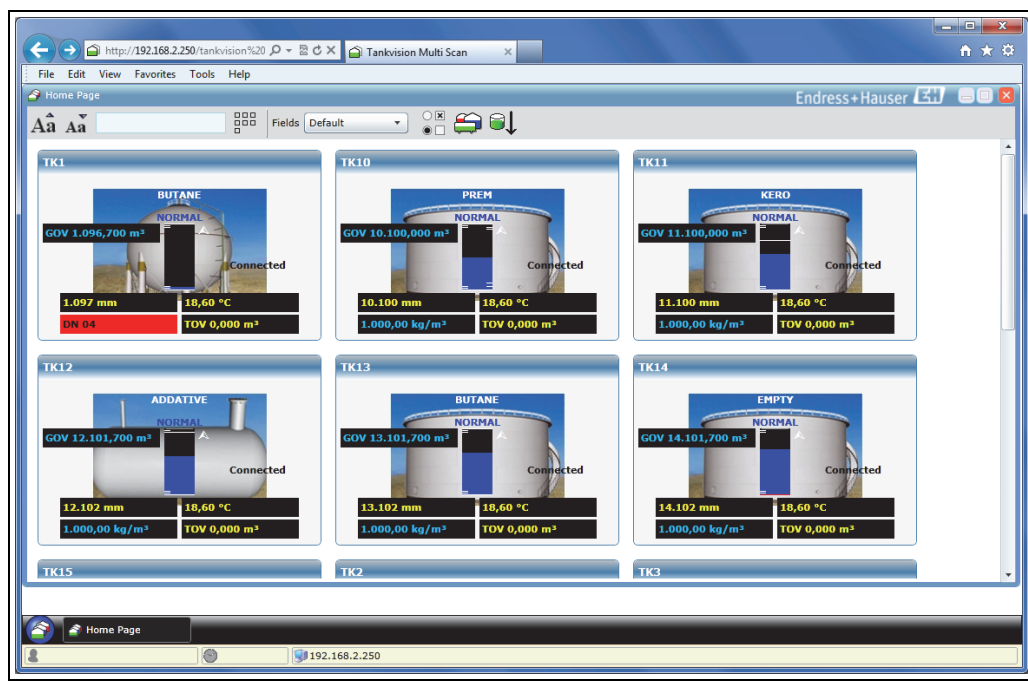 http://192.168.2.250/tankvision%20
Tankvision Multi Scan
File Edit View Favorites Tools Help
Home Page
Endress+Hauser EH
Aâ Aǎ
Fields Default
TK1
BUTANE
NORMAL
GOV 1.096,700 m³
Connected
1.097 mm
18,60 °C
DN 04
TOV 0,000 m³
TK10
PREM
NORMAL
GOV 10.100,000 m³
Connected
10.100 mm
18,60 °C
1.000,00 kg/m³
TOV 0,000 m³
TK11
KERO
NORMAL
GOV 11.100,000 m³
Connected
11.100 mm
18,60 °C
1.000,00 kg/m³
TOV 0,000 m³
TK12
ADDATIVE
NORMAL
GOV 12.101,700 m³
Connected
12.102 mm
18,60 °C
1.000,00 kg/m³
TOV 0,000 m³
TK13
BUTANE
NORMAL
GOV 13.101,700 m³
Connected
13.102 mm
18,60 °C
1.000,00 kg/m³
TOV 0,000 m³
TK14
EMPTY
NORMAL
GOV 14.101,700 m³
Connected
14.102 mm
18,60 °C
1.000,00 kg/m³
TOV 0,000 m³
TK15
TK2
TK3
Home Page
192.168.2.250